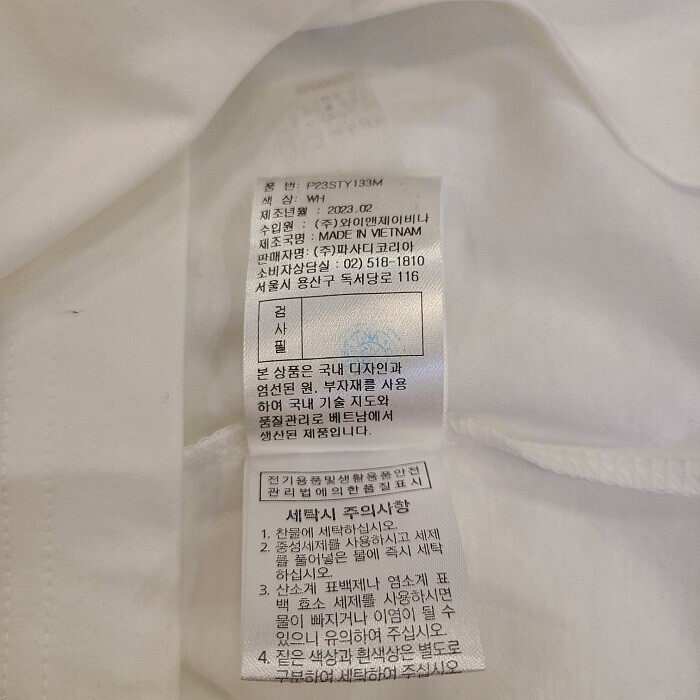 품 번: P23STY133M
색 상: WH
제조년월 : 2023.02
수입원 : (주)와이앤제이비나
제조국명 : MADE IN VIETNAM
판매자명: (주)파사디코리아
소비자상담실 : 02) 518-1810
서울시 용산구 독서당로 116
검
사
필
본 상품은 국내 디자인과
엄선된 원, 부자재를 사용
하여 국내 기술 지도와
품질관리로 베트남에서
생산된 제품입니다.
전기용품및생활용품안전
관리법에의한품질표시
세탁시 주의사항
1. 찬물에 세탁하십시오.
2. 중성세제를 사용하시고 세제
를 풀어넣은 물에 즉시 세탁
하십시오.
3. 산소계 표백제나 염소계 표
백 효소 세제를 사용하시면
물이 빠지거나 이염이 될 수
있으니 유의하여 주십시오.
4. 짙은 색상과 흰색상은 별도로
구분하여 세탁하여 주십시오